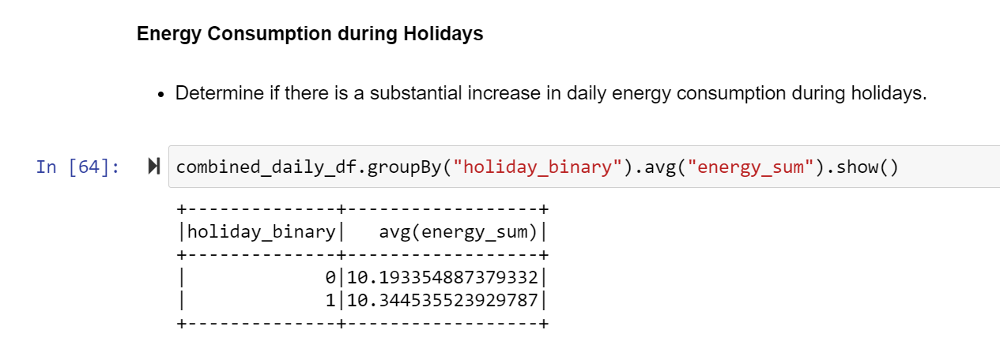 Energy Consumption during Holidays
• Determine if there is a substantial increase in daily energy consumption during holidays.
In [64]: combined_daily_df.groupBy("holiday_binary").avg("energy_sum").show()
+--------------+------------------+
|holiday_binary|   avg(energy_sum)|
+--------------+------------------+
|             0|10.193354887379332|
|             1|10.344535523929787|
+--------------+------------------+